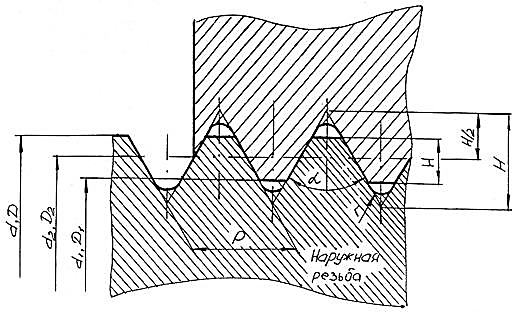 d, D
d₂, D₂
d₁, D₁
P
α
r
H
H/2
H
Наружная
резьба